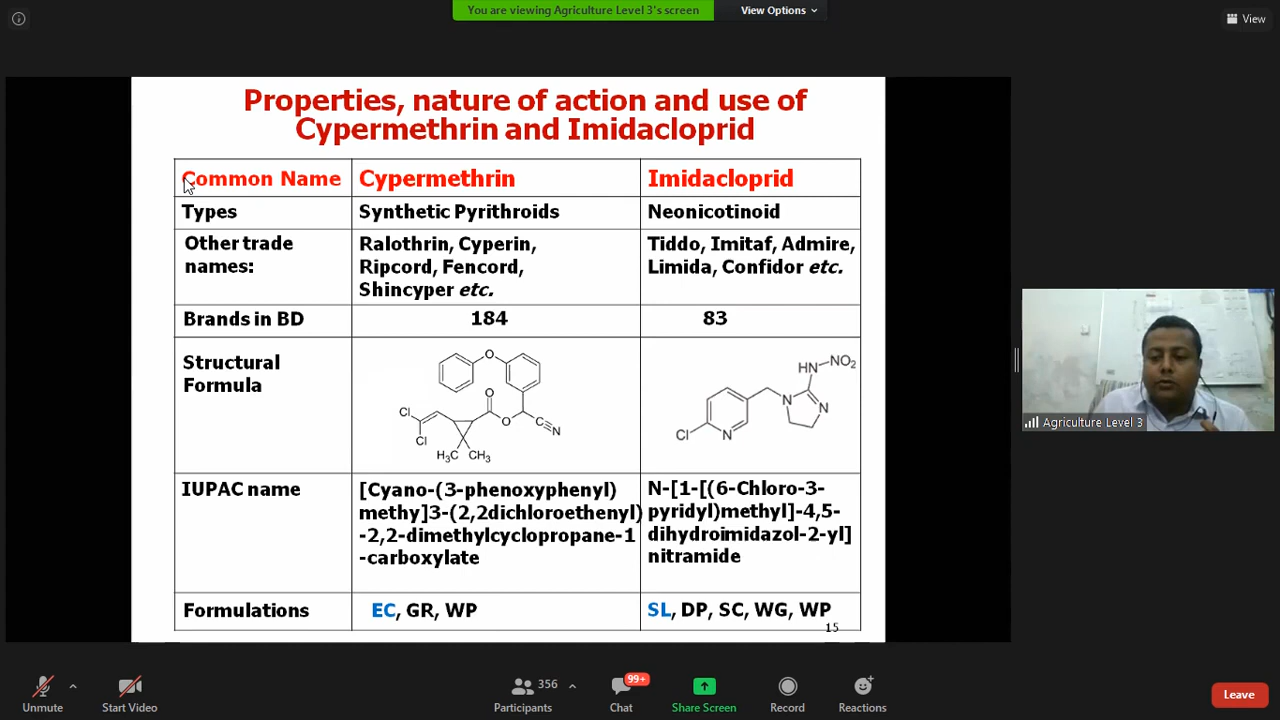 You are viewing Agriculture Level 3's screen
View Options
View
Properties, nature of action and use of
Cypermethrin and Imidacloprid
Common Name
Cypermethrin
Imidacloprid
Types
Synthetic Pyrithroids
Neonicotinoid
Other trade
names:
Ralothrin, Cyperin,
Ripcord, Fencord,
Shincyper etc.
Tiddo, Imitaf, Admire,
Limida, Confidor etc.
Brands in BD
184
83
Structural
Formula
O
O
O
Cl
Cl
N
H₃C CH₃
HN NO₂
N
N
Cl
N
IUPAC name
[Cyano-(3-phenoxyphenyl)
methy]3-(2,2dichloroethenyl)
-2,2-dimethylcyclopropane-1
-carboxylate
N-[1-[(6-Chloro-3-
pyridyl)methyl]-4,5-
dihydroimidazol-2-yl]
nitramide
Formulations
EC, GR, WP
SL, DP, SC, WG, WP
15
Agriculture Level 3
Unmute
Start Video
356
Participants
99+
Chat
Share Screen
Record
Reactions
Leave